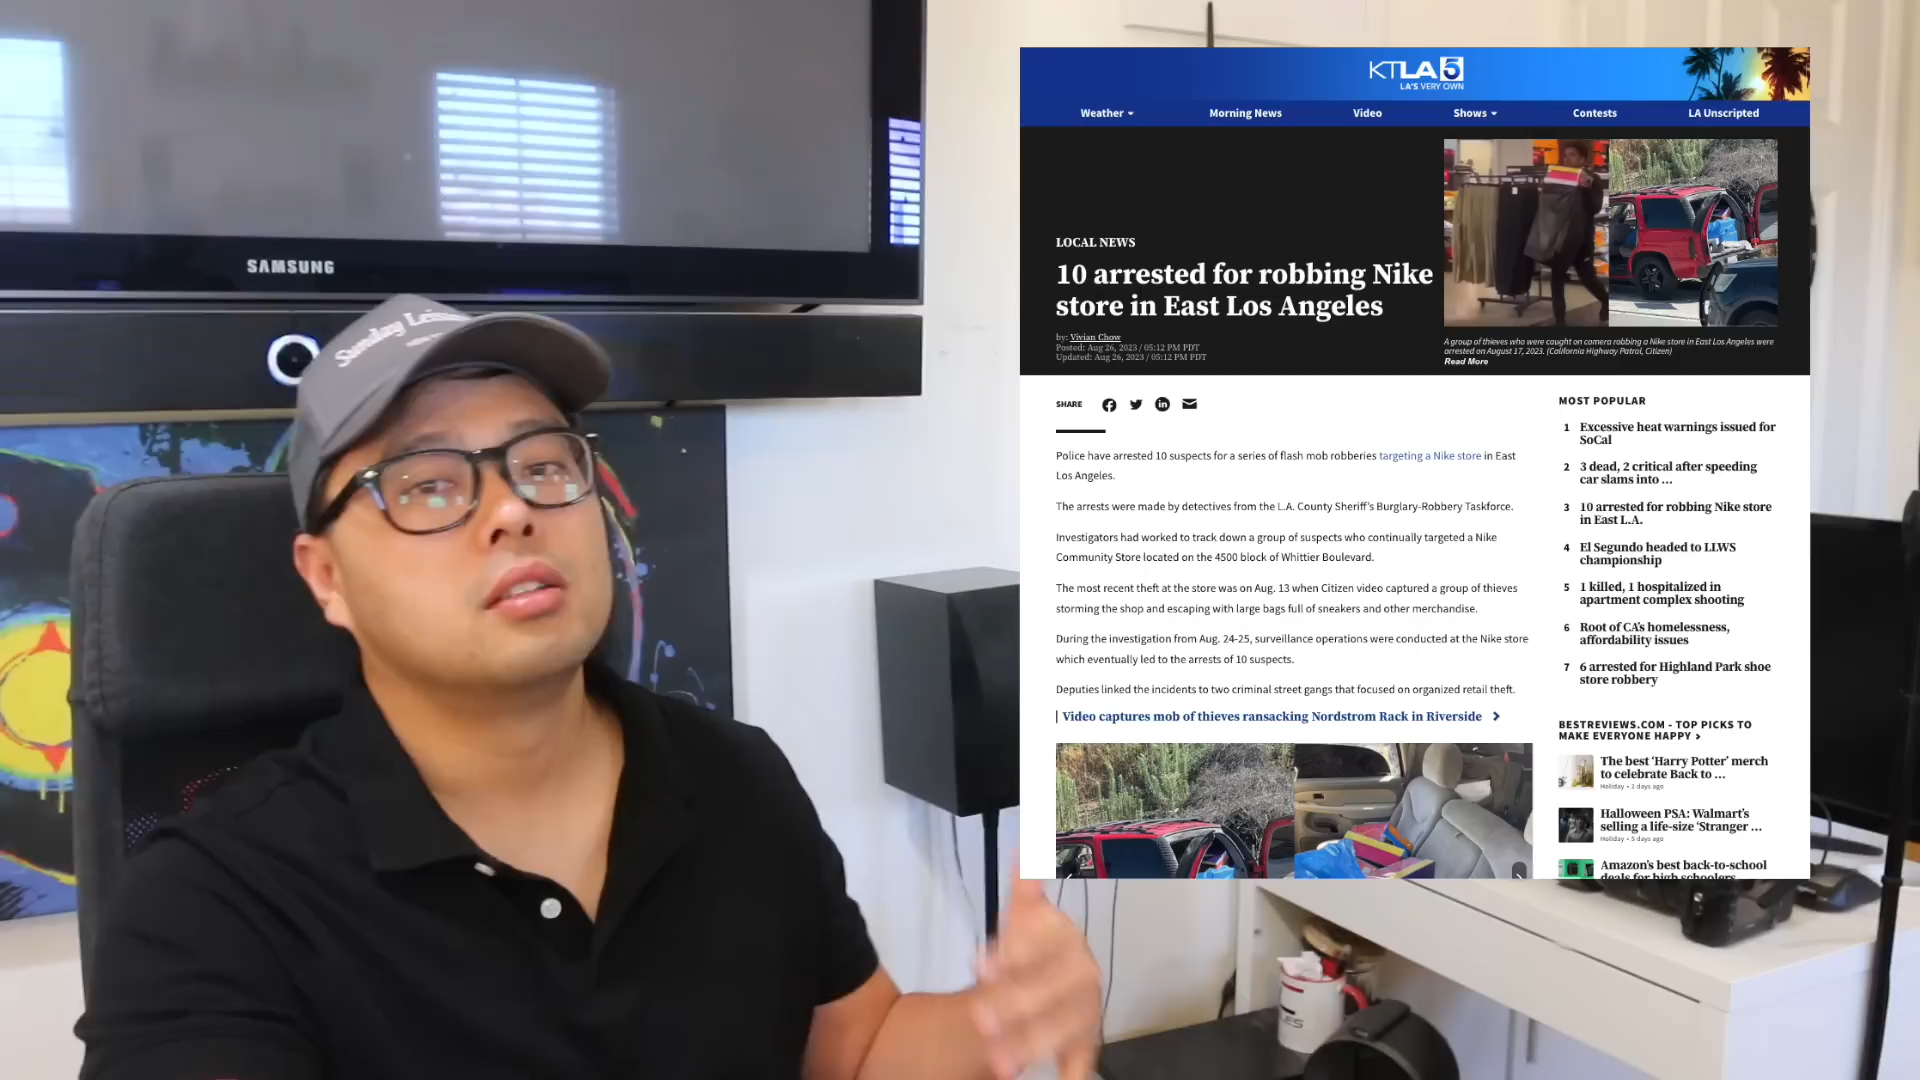 SAMSUNG
Sunday
KTLA 5
LA'S VERY OWN
Weather
Morning News
Video
Shows
Contests
LA Unscripted
LOCAL NEWS
10 arrested for robbing Nike
store in East Los Angeles
by: Vivian Chow
Posted: Aug 26, 2023 / 05:12 PM PDT
Updated: Aug 26, 2023 / 05:12 PM PDT
A group of thieves who were caught on camera robbing a Nike store in East Los Angeles were
arrested on August 17, 2023. (California Highway Patrol, Citizen)
Read More
SHARE
Police have arrested 10 suspects for a series of flash mob robberies targeting a Nike store in East
Los Angeles.
The arrests were made by detectives from the L.A. County Sheriff's Burglary-Robbery Taskforce.
Investigators had worked to track down a group of suspects who continually targeted a Nike
Community Store located on the 4500 block of Whittier Boulevard.
The most recent theft at the store was on Aug. 13 when Citizen video captured a group of thieves
storming the shop and escaping with large bags full of sneakers and other merchandise.
During the investigation from Aug. 24-25, surveillance operations were conducted at the Nike store
which eventually led to the arrests of 10 suspects.
Deputies linked the incidents to two criminal street gangs that focused on organized retail theft.
Video captures mob of thieves ransacking Nordstrom Rack in Riverside
MOST POPULAR
1 Excessive heat warnings issued for
SoCal
2 3 dead, 2 critical after speeding
car slams into ...
3 10 arrested for robbing Nike store
in East L.A.
4 El Segundo headed to LLWS
championship
5 1 killed, 1 hospitalized in
apartment complex shooting
6 Root of CA's homelessness,
affordability issues
7 6 arrested for Highland Park shoe
store robbery
BESTREVIEWS.COM - TOP PICKS TO
MAKE EVERYONE HAPPY >
The best 'Harry Potter' merch
to celebrate Back to ...
Holiday • 2 days ago
Halloween PSA: Walmart's
selling a life-size 'Stranger ...
Holiday • 5 days ago
Amazon's best back-to-school
deals for high schoolers